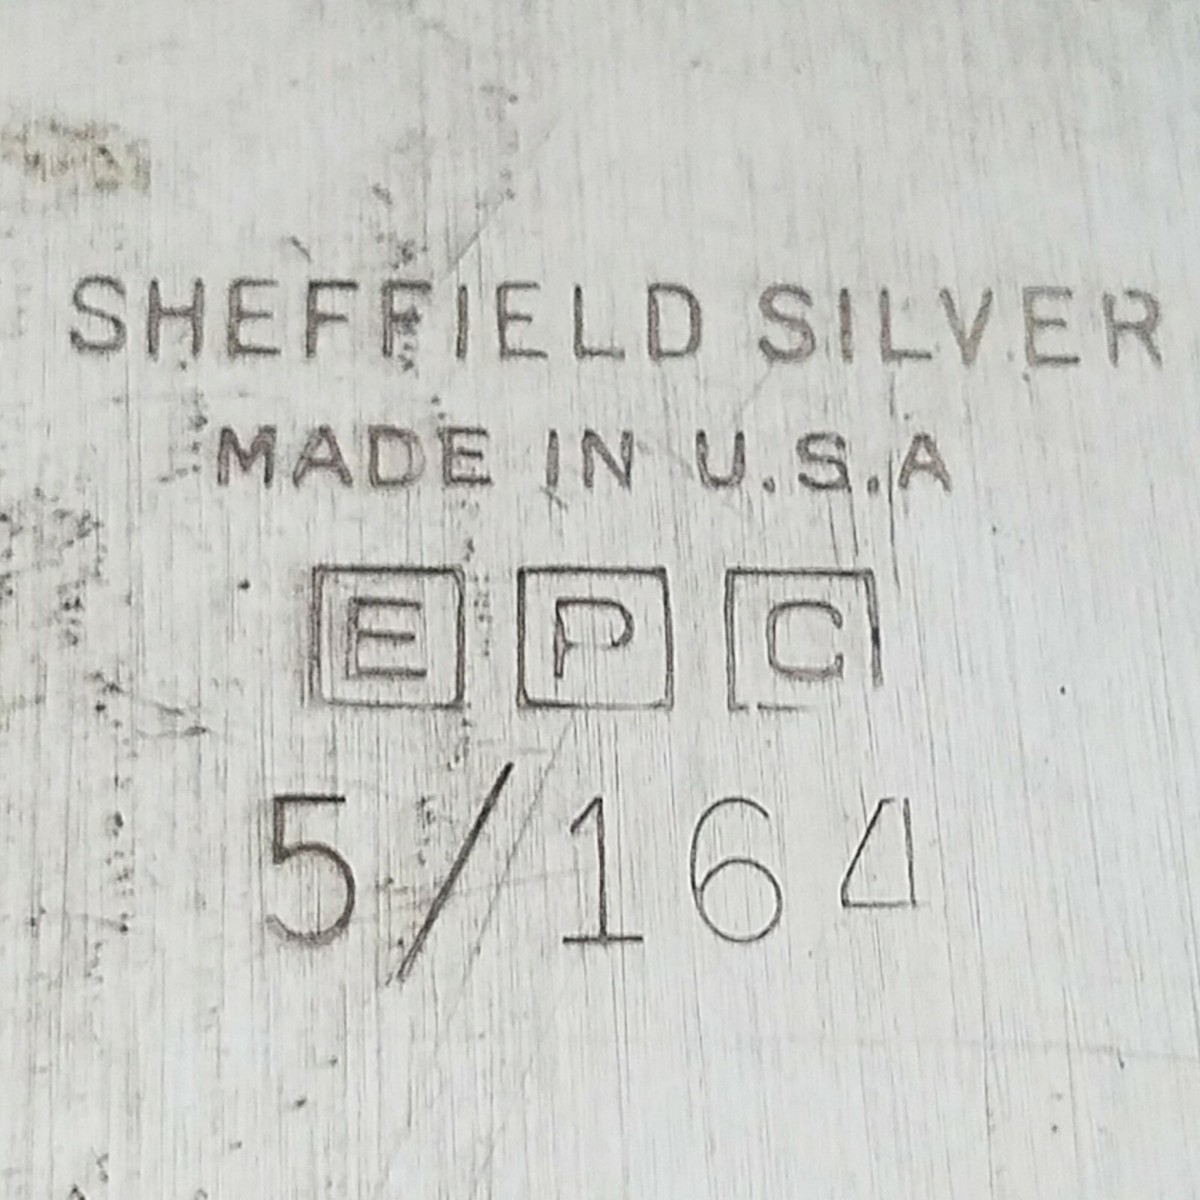 SHEFFIELD SILVER
MADE IN U.S.A
E P C
5/164